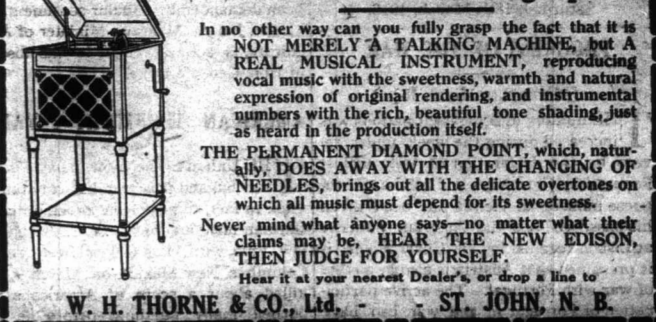 In no other way can you fully grasp the fact that it is
NOT MERELY A TALKING MACHINE, but A
REAL MUSICAL INSTRUMENT, reproducing
vocal music with the sweetness, warmth and natural
expression of original rendering, and instrumental
numbers with the rich, beautiful tone shading, just
as heard in the production itself.
THE PERMANENT DIAMOND POINT, which, natur-
ally, DOES AWAY WITH THE CHANGING OF
NEEDLES, brings out all the delicate overtones on
which all music must depend for its sweetness.
Never mind what anyone says—no matter what their
claims may be, HEAR THE NEW EDISON,
THEN JUDGE FOR YOURSELF.
Hear it at your nearest Dealer's, or drop a line to
W. H. THORNE & CO., Ltd. - - ST. JOHN, N. B.